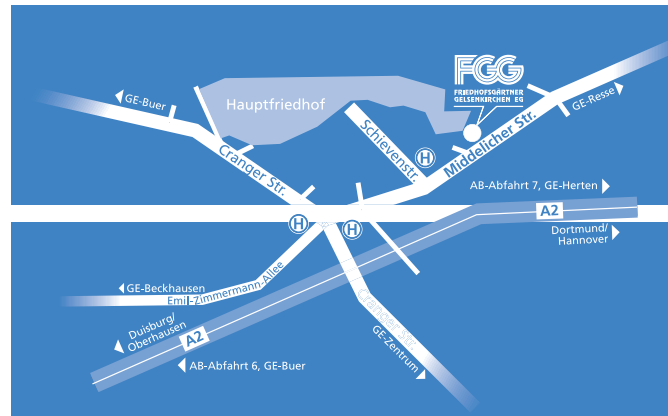 FGG
FRIEDHOFSGÄRTNER
GELSENKIRCHEN EG
GE-Buer
Hauptfriedhof
GE-Resse
Schievenstr.
H
Middelicher Str.
Cranger Str.
AB-Abfahrt 7, GE-Herten
A2
H
H
Dortmund/
Hannover
GE-Beckhausen
Emil-Zimmermann-Allee
Duisburg/
Oberhausen
A2
Cranger Str.
GE-Zentrum
AB-Abfahrt 6, GE-Buer